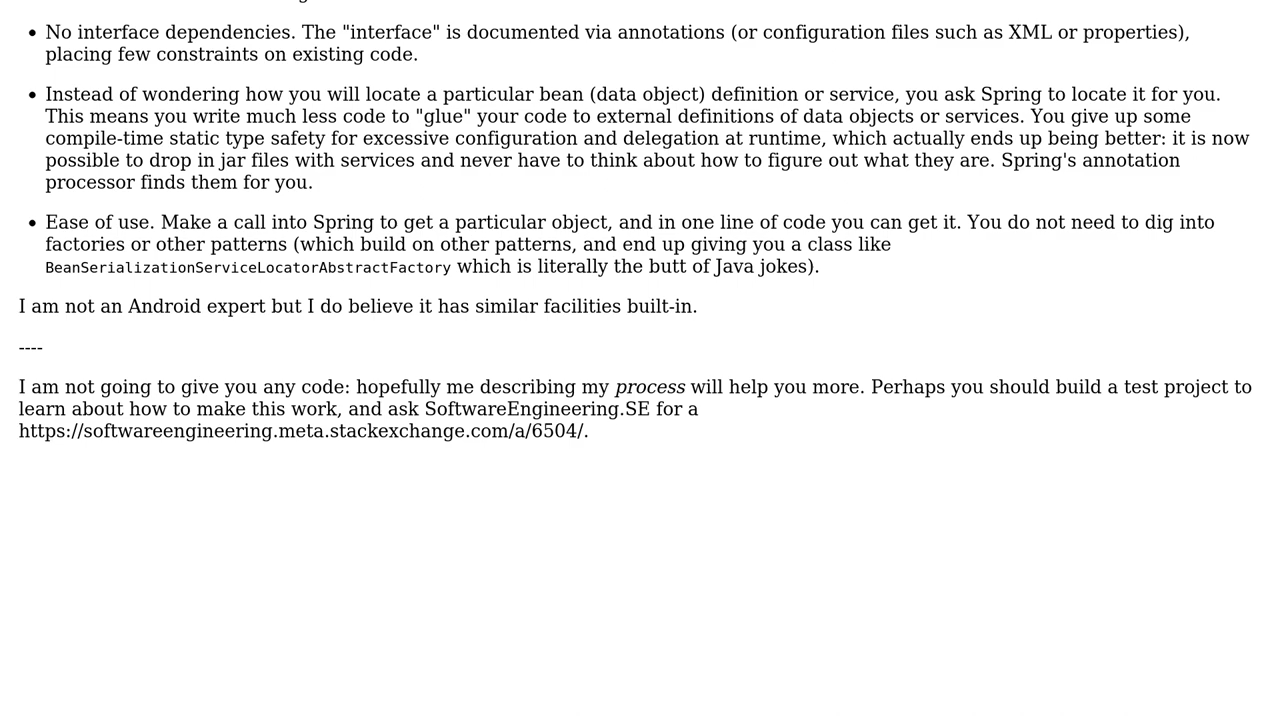 • No interface dependencies. The "interface" is documented via annotations (or configuration files such as XML or properties),
placing few constraints on existing code.
• Instead of wondering how you will locate a particular bean (data object) definition or service, you ask Spring to locate it for you.
This means you write much less code to "glue" your code to external definitions of data objects or services. You give up some
compile-time static type safety for excessive configuration and delegation at runtime, which actually ends up being better: it is now
possible to drop in jar files with services and never have to think about how to figure out what they are. Spring's annotation
processor finds them for you.
• Ease of use. Make a call into Spring to get a particular object, and in one line of code you can get it. You do not need to dig into
factories or other patterns (which build on other patterns, and end up giving you a class like
BeanSerializationServiceLocatorAbstractFactory which is literally the butt of Java jokes).
I am not an Android expert but I do believe it has similar facilities built-in.
----
I am not going to give you any code: hopefully me describing my process will help you more. Perhaps you should build a test project to
learn about how to make this work, and ask SoftwareEngineering.SE for a
https://softwareengineering.meta.stackexchange.com/a/6504/.